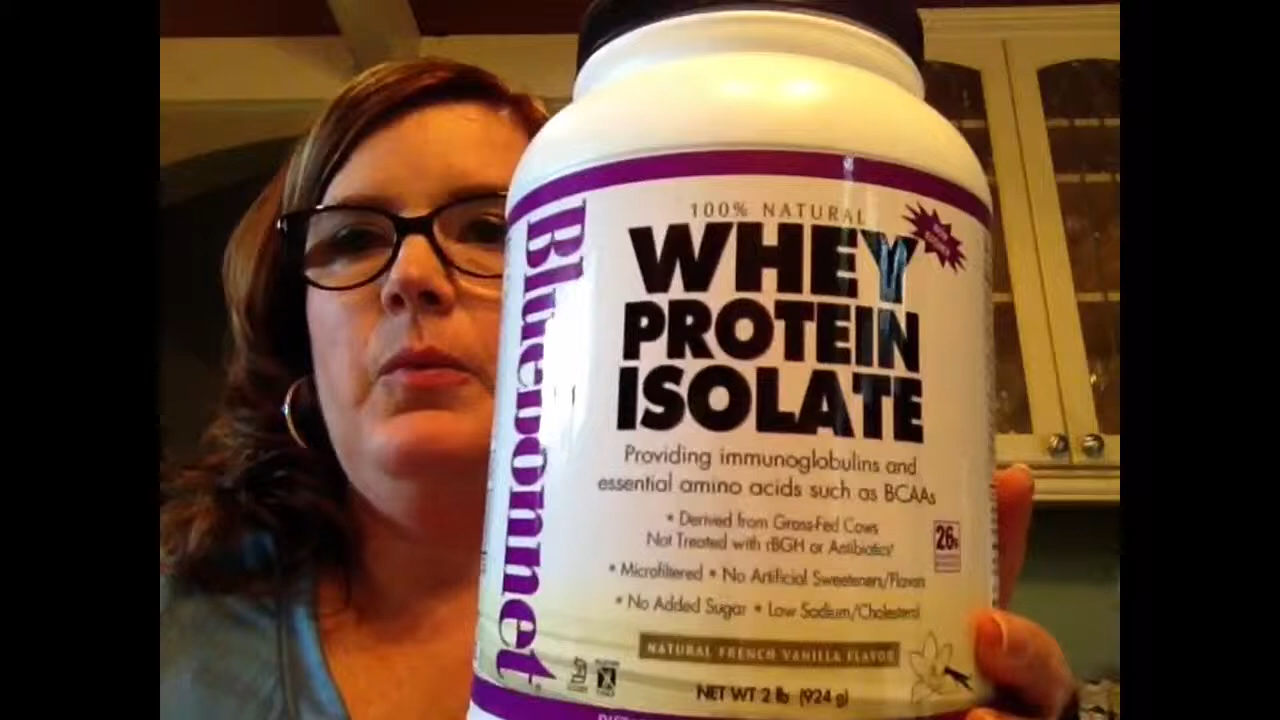 Bluebonnet
100% NATURAL
WHEY
PROTEIN
ISOLATE
Providing immunoglobulins and
essential amino acids such as BCAAs
• Derived from Grass-Fed Cows
Not Treated with rBGH or Antibiotics†
• Microfiltered • No Artificial Sweeteners/Flavors
• No Added Sugar • Low Sodium/Cholesterol
26g
NATURAL FRENCH VANILLA FLAVOR
NET WT 2 lb (924 g)